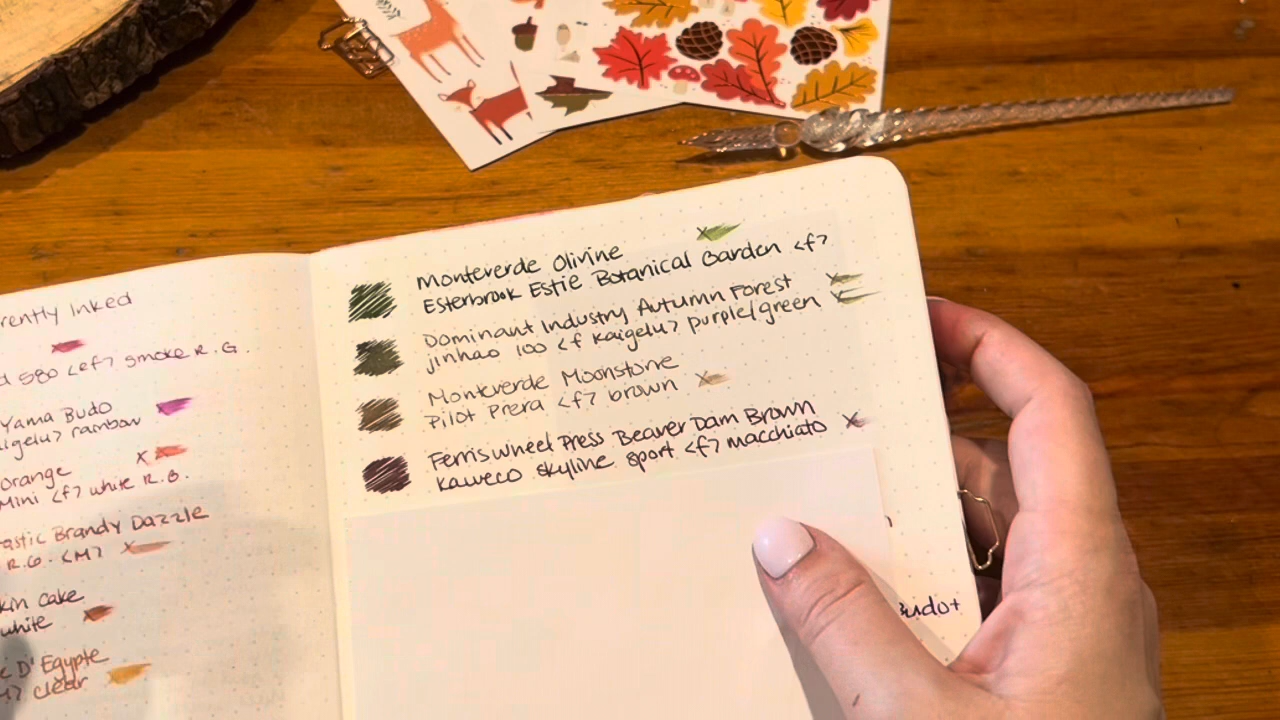 rently Inked
580 <ef> smoke R.G.
Yama Budo
aigelu> rainbow
orange
Mini <f> white R.G.
astic Brandy Dazzle
R.G. <M>
kin Cake
white
D'Egypte
clear
Monteverde Olivine
Esterbrook Estie Botanical Garden <f>
Dominant Industry Autumn Forest
jinhao 100 <f Kaigelu> purple/green
Monteverde Moonstone
Pilot Prera <f> brown
Ferris Wheel Press Beaver Dam Brown
Kaweco Skyline Sport <f> macchiato
Budo+